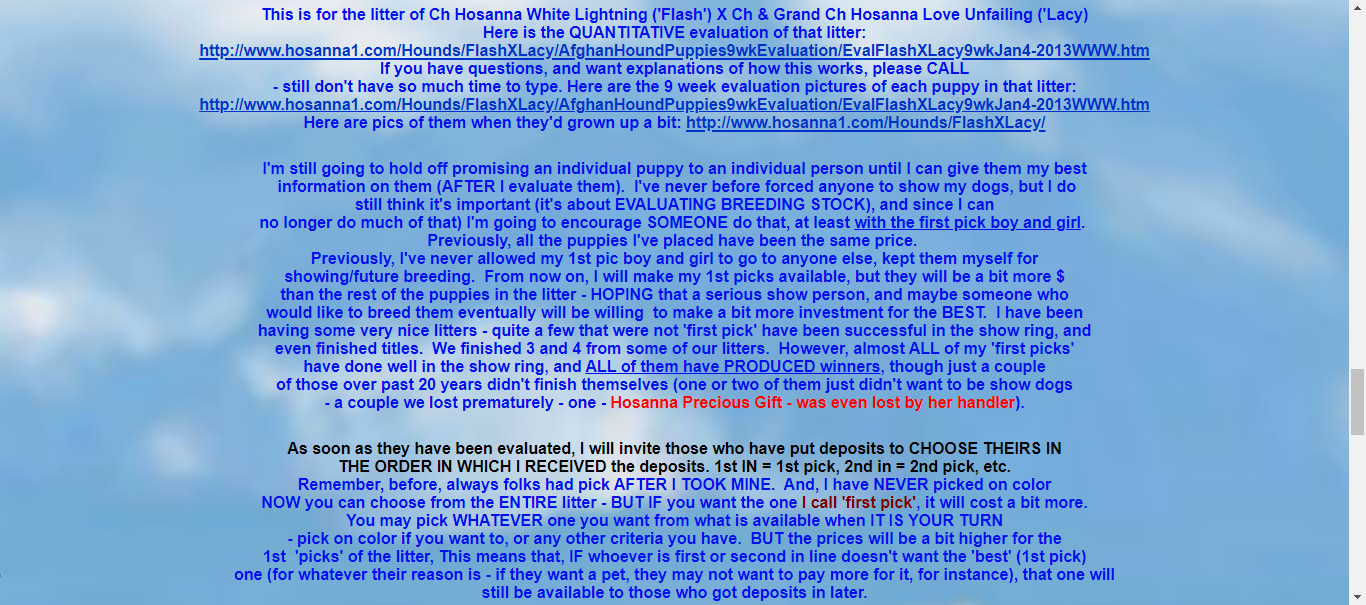 This is for the litter of Ch Hosanna White Lightning ('Flash') X Ch & Grand Ch Hosanna Love Unfailing ('Lacy)
Here is the QUANTITATIVE evaluation of that litter:
http://www.hosanna1.com/Hounds/FlashXLacy/AfghanHoundPuppies9wkEvaluation/EvalFlashXLacy9wkJan4-2013WWW.htm
If you have questions, and want explanations of how this works, please CALL
- still don't have so much time to type. Here are the 9 week evaluation pictures of each puppy in that litter:
http://www.hosanna1.com/Hounds/FlashXLacy/AfghanHoundPuppies9wkEvaluation/EvalFlashXLacy9wkJan4-2013WWW.htm
Here are pics of them when they'd grown up a bit: http://www.hosanna1.com/Hounds/FlashXLacy/
I'm still going to hold off promising an individual puppy to an individual person until I can give them my best
information on them (AFTER I evaluate them).  I've never before forced anyone to show my dogs, but I do
still think it's important (it's about EVALUATING BREEDING STOCK), and since I can
no longer do much of that) I'm going to encourage SOMEONE do that, at least with the first pick boy and girl.
Previously, all the puppies I've placed have been the same price.
Previously, I've never allowed my 1st pic boy and girl to go to anyone else, kept them myself for
showing/future breeding.  From now on, I will make my 1st picks available, but they will be a bit more $
than the rest of the puppies in the litter - HOPING that a serious show person, and maybe someone who
would like to breed them eventually will be willing  to make a bit more investment for the BEST.  I have been
having some very nice litters - quite a few that were not 'first pick' have been successful in the show ring, and
even finished titles.  We finished 3 and 4 from some of our litters.  However, almost ALL of my 'first picks'
have done well in the show ring, and ALL of them have PRODUCED winners, though just a couple
of those over past 20 years didn't finish themselves (one or two of them just didn't want to be show dogs
- a couple we lost prematurely - one - Hosanna Precious Gift - was even lost by her handler).
As soon as they have been evaluated, I will invite those who have put deposits to CHOOSE THEIRS IN
THE ORDER IN WHICH I RECEIVED the deposits. 1st IN = 1st pick, 2nd in = 2nd pick, etc.
Remember, before, always folks had pick AFTER I TOOK MINE.  And, I have NEVER picked on color
NOW you can choose from the ENTIRE litter - BUT IF you want the one I call 'first pick', it will cost a bit more.
You may pick WHATEVER one you want from what is available when IT IS YOUR TURN
- pick on color if you want to, or any other criteria you have.  BUT the prices will be a bit higher for the
1st  'picks' of the litter, This means that, IF whoever is first or second in line doesn't want the 'best' (1st pick)
one (for whatever their reason is - if they want a pet, they may not want to pay more for it, for instance), that one will
still be available to those who got deposits in later.